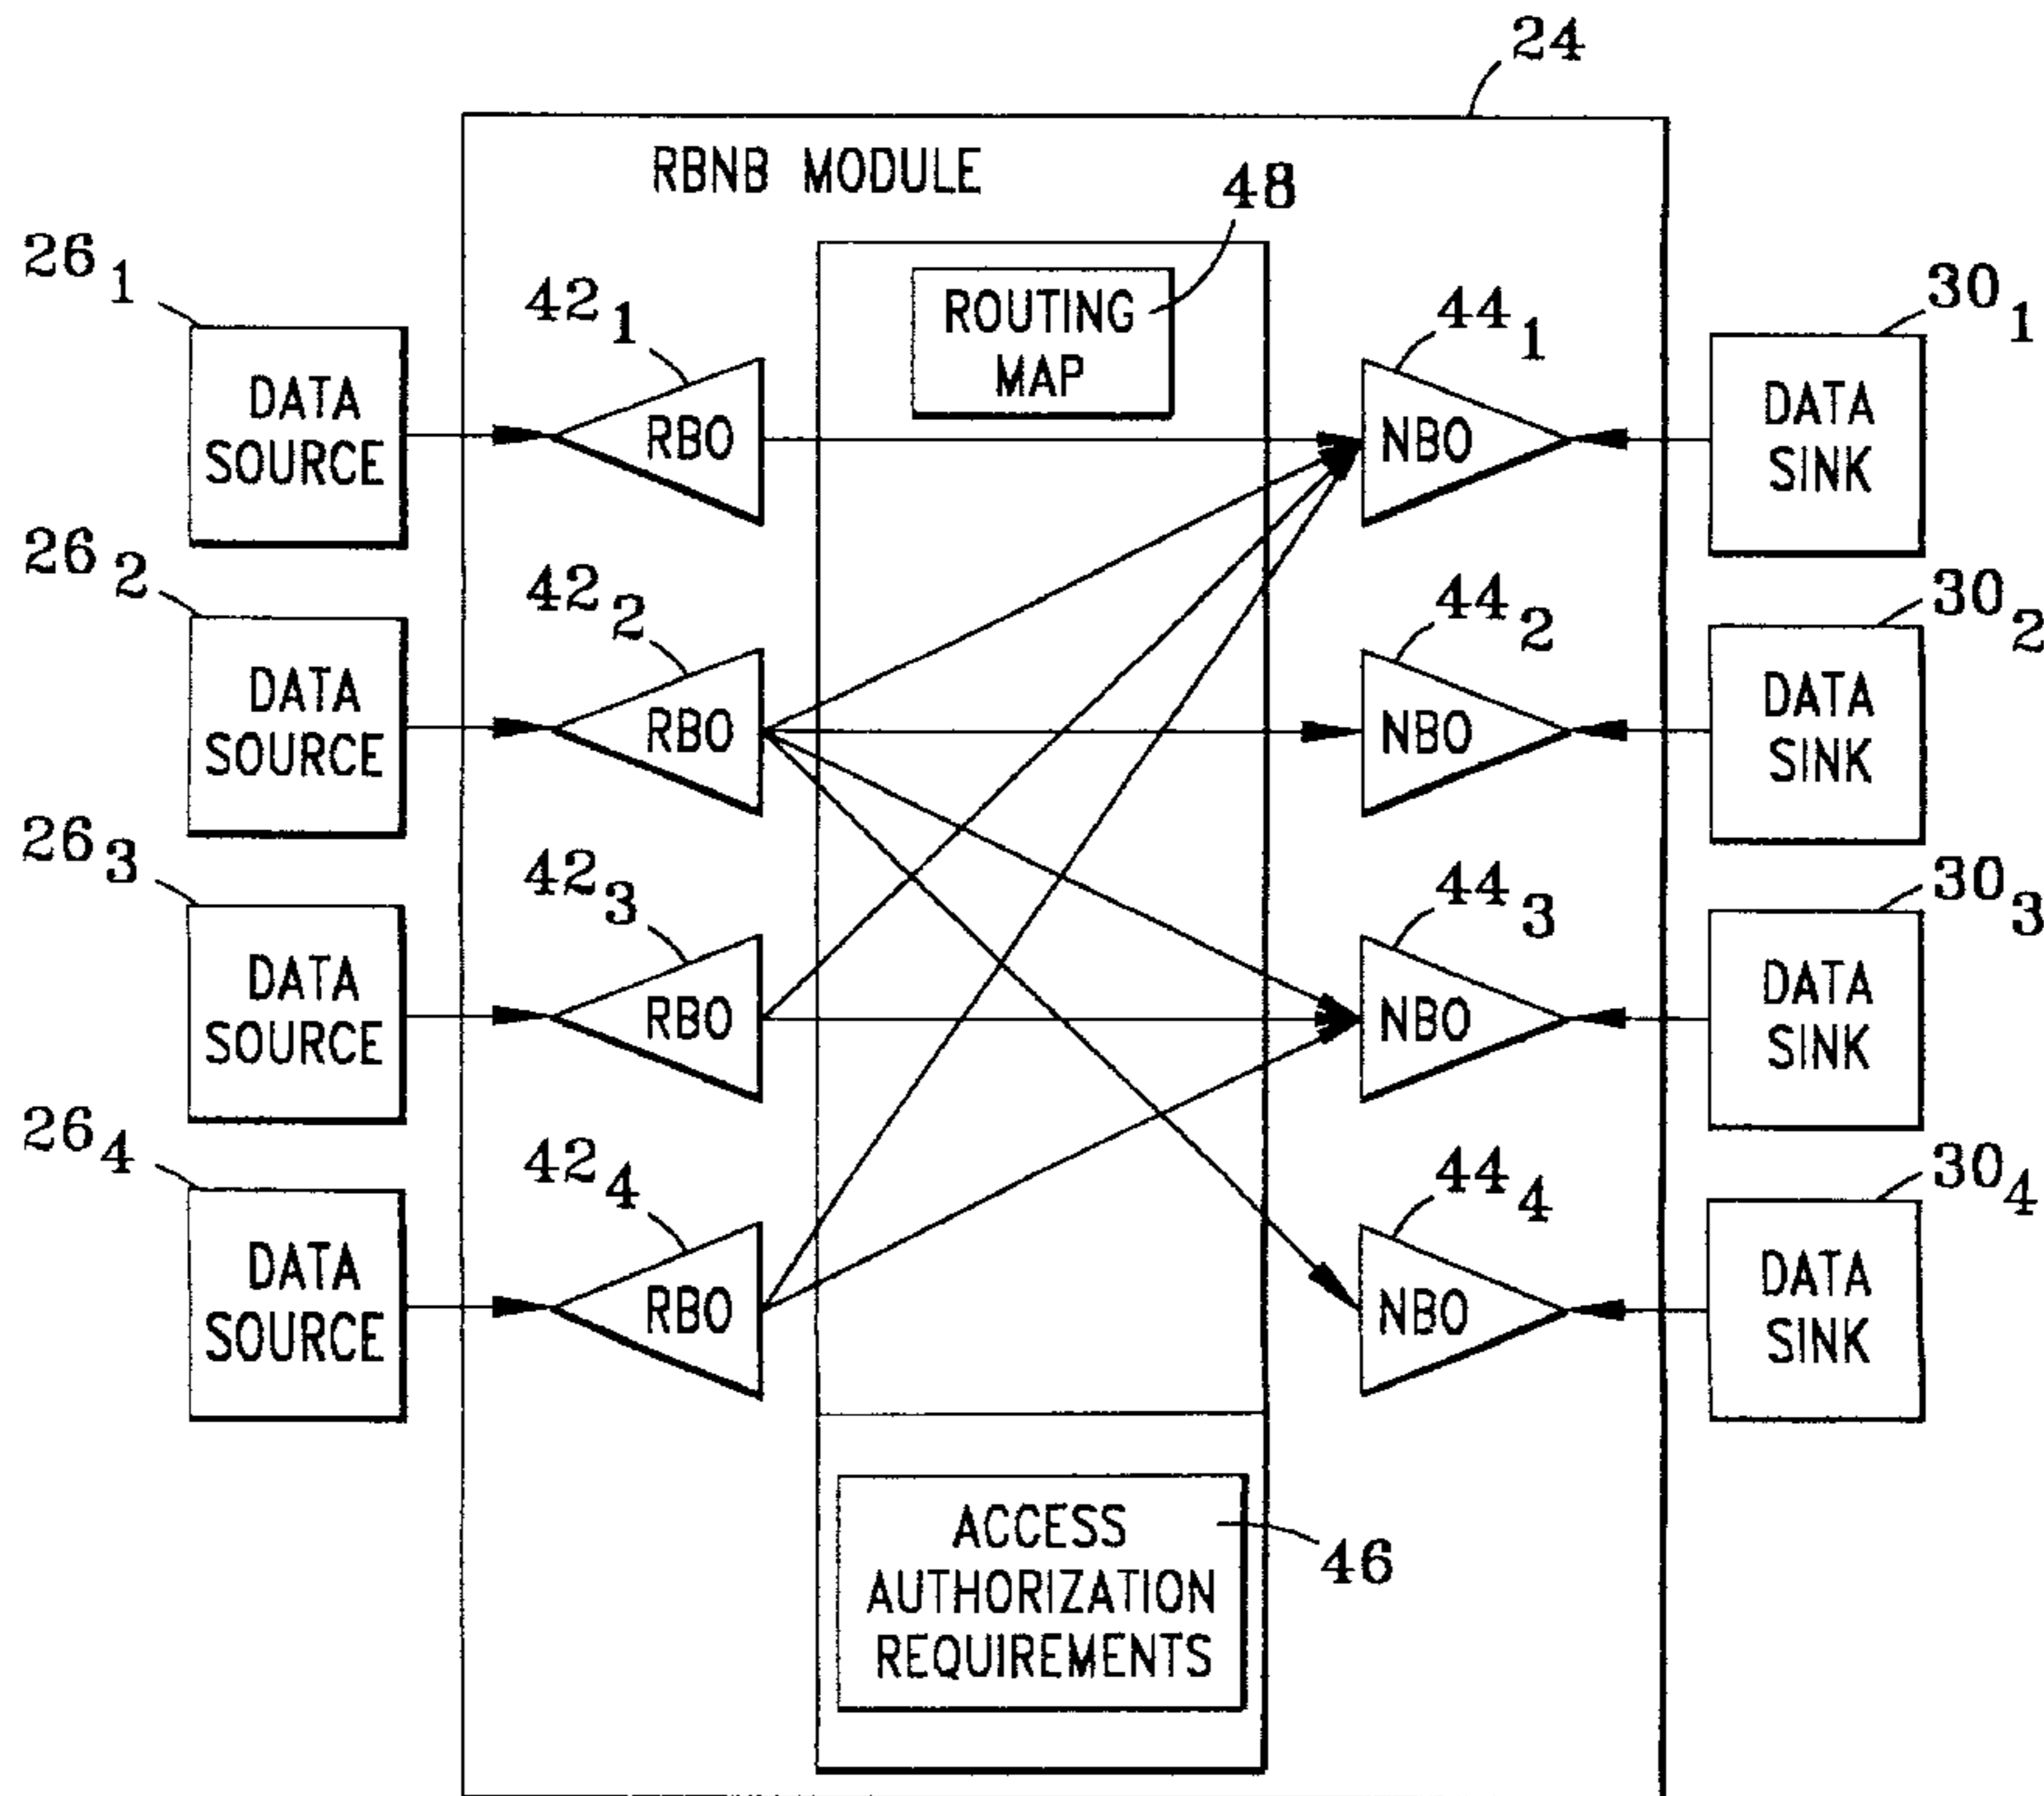 24
RBNB MODULE
48
26 1
42 1
ROUTING
MAP
44 1
30 1
DATA
SOURCE
RBO
NBO
DATA
SINK
26 2
42 2
44 2
30 2
DATA
SOURCE
RBO
NBO
DATA
SINK
26 3
42 3
44 3
30 3
DATA
SOURCE
RBO
NBO
DATA
SINK
26 4
42 4
44 4
30 4
DATA
SOURCE
RBO
NBO
DATA
SINK
ACCESS
AUTHORIZATION
REQUIREMENTS
46